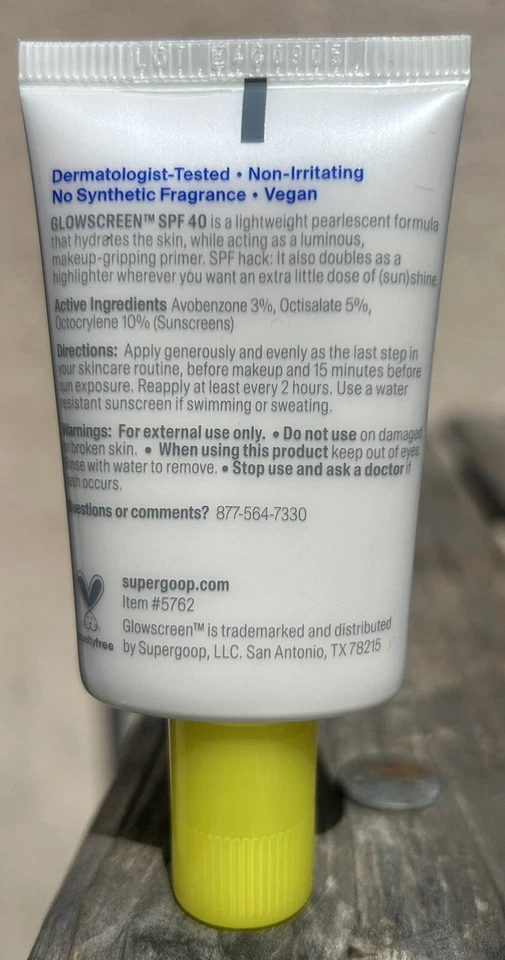 LOT
Dermatologist-Tested • Non-Irritating
No Synthetic Fragrance • Vegan
GLOWSCREEN™ SPF 40 is a lightweight pearlescent formula
that hydrates the skin, while acting as a luminous,
makeup-gripping primer. SPF hack: It also doubles as a
highlighter wherever you want an extra little dose of (sun)shine
Active Ingredients Avobenzone 3%, Octisalate 5%,
Octocrylene 10% (Sunscreens)
Directions: Apply generously and evenly as the last step in
your skincare routine, before makeup and 15 minutes before
sun exposure. Reapply at least every 2 hours. Use a water
resistant sunscreen if swimming or sweating.
Warnings: For external use only. • Do not use on damaged
or broken skin. • When using this product keep out of eyes.
rinse with water to remove. • Stop use and ask a doctor if
rash occurs.
Questions or comments? 877-564-7330
supergoop.com
Item #5762
Glowscreen™ is trademarked and distributed
by Supergoop, LLC. San Antonio, TX 78215